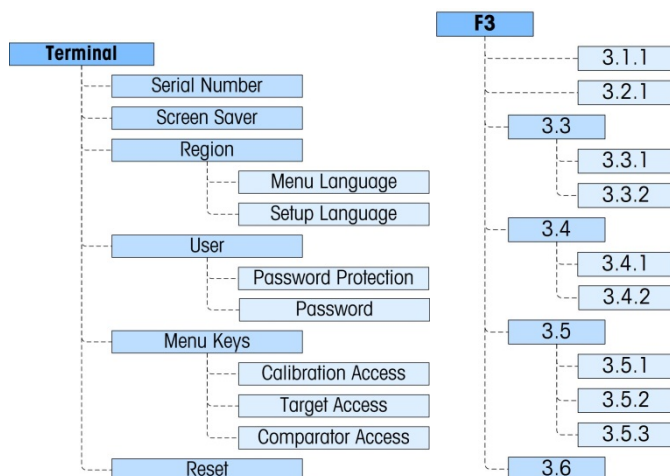 Terminal
Serial Number
Screen Saver
Region
Menu Language
Setup Language
User
Password Protection
Password
Menu Keys
Calibration Access
Target Access
Comparator Access
Reset
F3
3.1.1
3.2.1
3.3
3.3.1
3.3.2
3.4
3.4.1
3.4.2
3.5
3.5.1
3.5.2
3.5.3
3.6